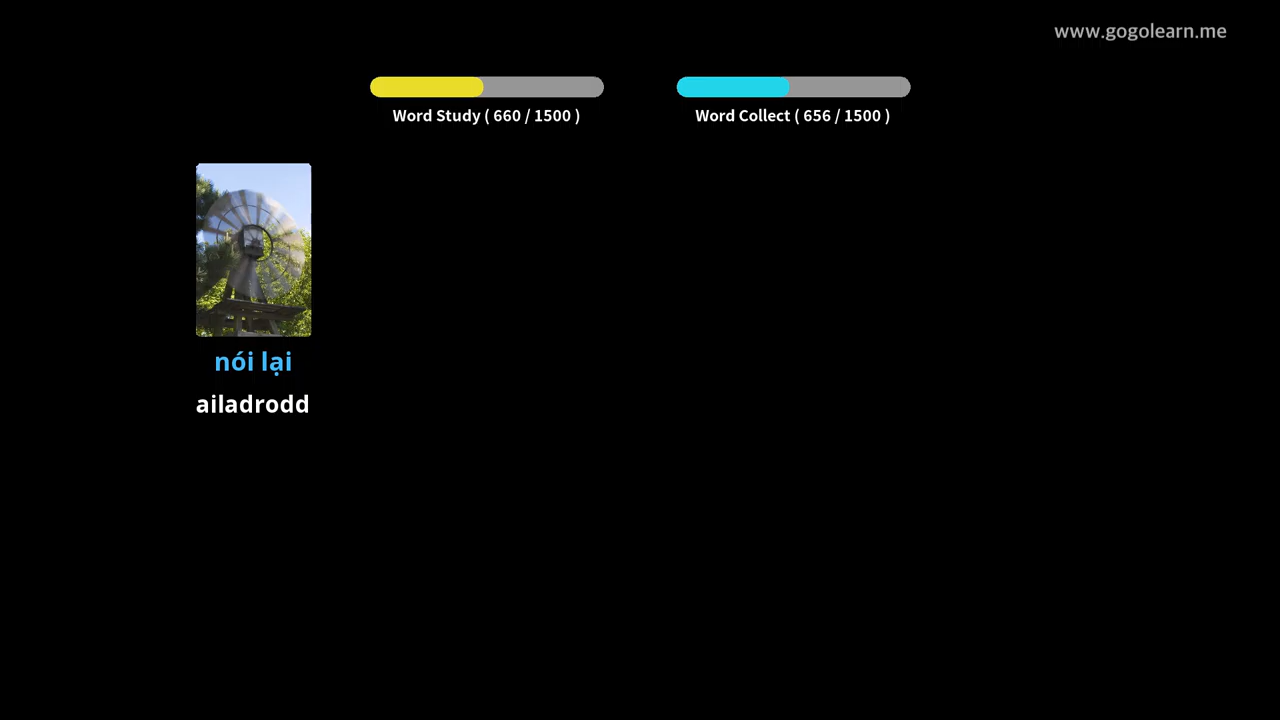 www.gogolearn.me
Word Study ( 660 / 1500 )
Word Collect ( 656 / 1500 )
nói lại
ailadrodd